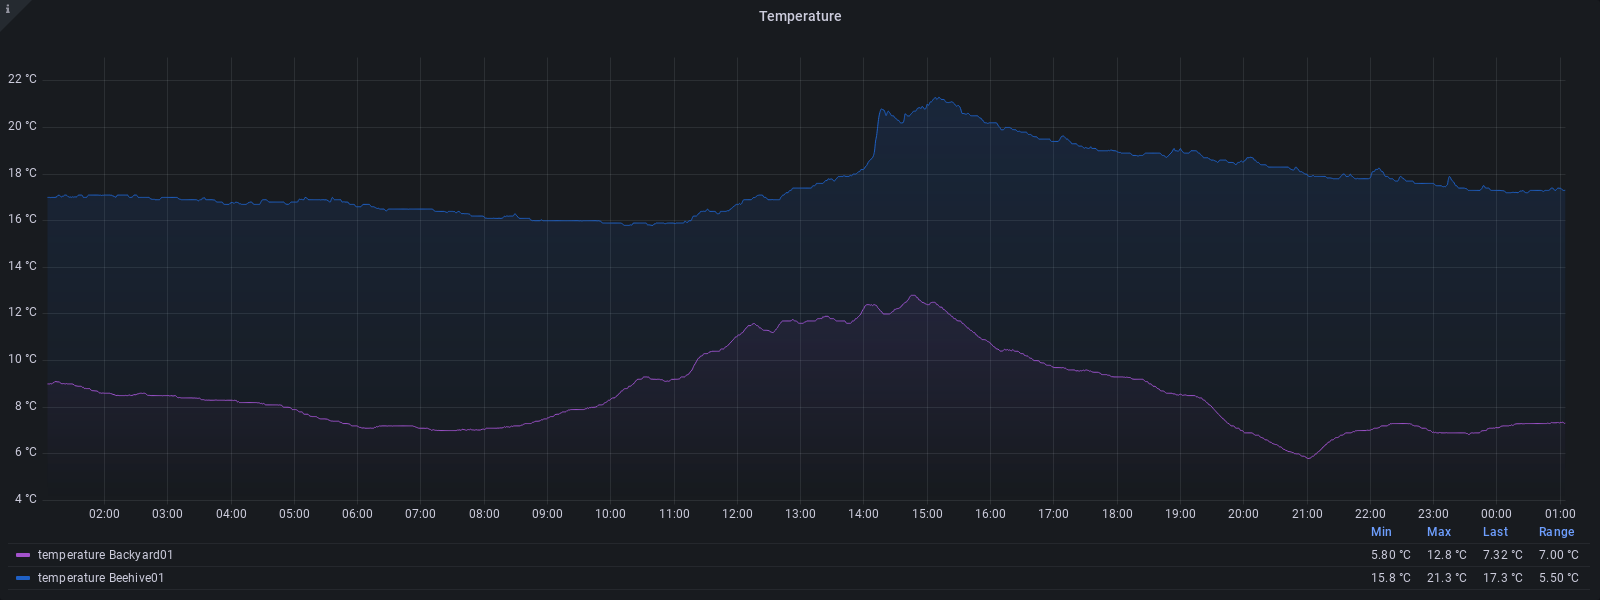 i
Temperature
22 °C
20 °C
18 °C
16 °C
14 °C
12 °C
10 °C
8 °C
6 °C
4 °C
02:00 03:00 04:00 05:00 06:00 07:00 08:00 09:00 10:00 11:00 12:00 13:00 14:00 15:00 16:00 17:00 18:00 19:00 20:00 21:00 22:00 23:00 00:00 01:00
Min Max Last Range
temperature Backyard01 5.80 °C 12.8 °C 7.32 °C 7.00 °C
temperature Beehive01 15.8 °C 21.3 °C 17.3 °C 5.50 °C